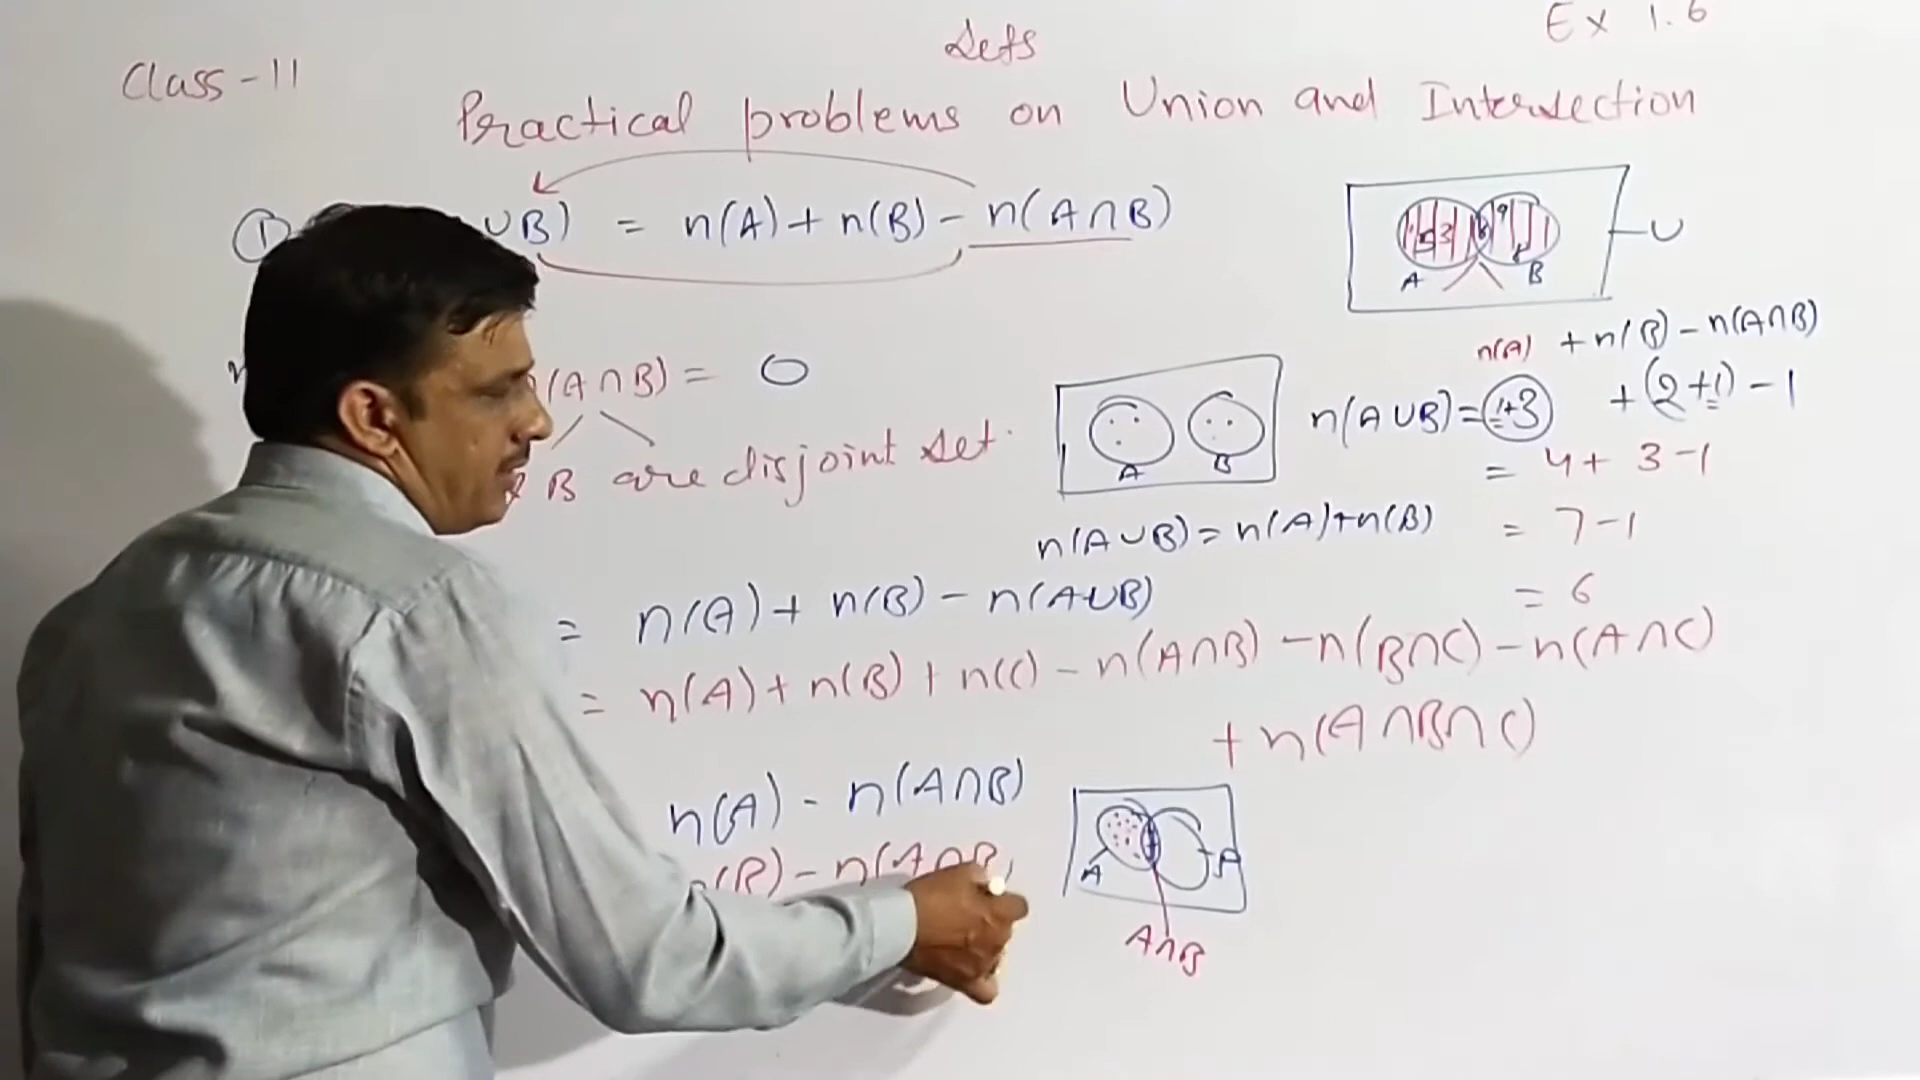 Sets
Ex 1.6
Class-11
Practical problems on Union and Intersection
① ∪B) = n(A) + n(B) - n(A∩B)
U
A B
n(A) + n(B) - n(A∩B)
(A∩B) = 0
n(A∪B) = (1+3) + (2+1) - 1
A B
= 4 + 3 - 1
& B are disjoint set.
n(A∪B) = n(A)+n(B)
= 7-1
= 6
= n(A) + n(B) - n(A∪B)
= n(A) + n(B) + n(C) - n(A∩B) - n(B∩C) - n(A∩C)
+ n(A∩B∩C)
n(A) - n(A∩B)
(B) - n(A∩B
A
A∩B